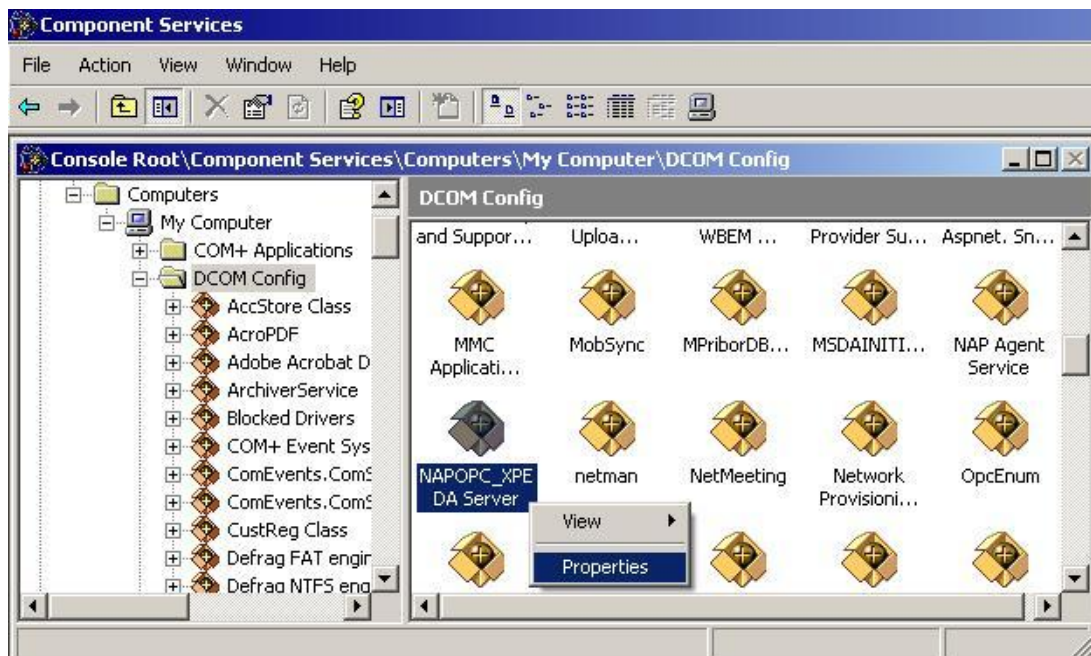 Component Services
File Action View Window Help
Console Root\Component Services\Computers\My Computer\DCOM Config
Computers
My Computer
COM+ Applications
DCOM Config
AccStore Class
AcroPDF
Adobe Acrobat D
ArchiverService
Blocked Drivers
COM+ Event Sys
ComEvents.ComS
ComEvents.ComS
CustReg Class
Defrag FAT engin
Defrag NTFS eng
DCOM Config
and Suppor... Uploa... WBEM ... Provider Su... Aspnet. Sn...
MMC Applicati...
MobSync
MPriborDB...
MSDAINITI...
NAP Agent Service
NAPOPC_XPE DA Server
netman
NetMeeting
Network Provisioni...
OpcEnum
View
Properties